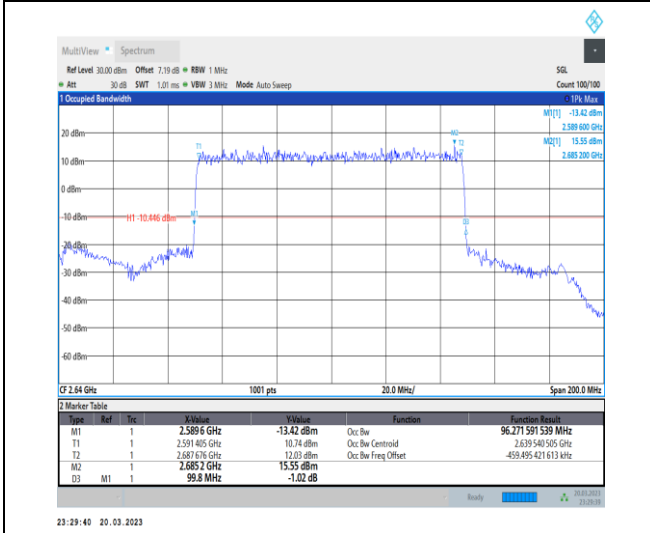 MultiView Spectrum
Ref Level 30.00 dBm Offset 7.19 dB RBW 1 MHz SGL
Att 30 dB SWT 1.01 ms VBW 3 MHz Mode Auto Sweep Count 100/100
1 Occupied Bandwidth 1Pk Max
M1[1] -13.42 dBm
2.589 600 GHz
M2[1] 15.55 dBm
2.685 200 GHz
20 dBm
M2
T1
T2
10 dBm
0 dBm
-10 dBm
H1 -10.446 dBm
M1
D3
-20 dBm
-30 dBm
-40 dBm
-50 dBm
-60 dBm
CF 2.64 GHz 1001 pts 20.0 MHz/ Span 200.0 MHz
2 Marker Table
Type Ref Trc X-Value Y-Value Function Function Result
M1 1 2.589 6 GHz -13.42 dBm Occ Bw 96.271 591 539 MHz
T1 1 2.591 405 GHz 10.74 dBm Occ Bw Centroid 2.639 540 505 GHz
T2 1 2.687 676 GHz 12.03 dBm Occ Bw Freq Offset -459.495 421 613 kHz
M2 1 2.685 2 GHz 15.55 dBm
D3 M1 1 99.8 MHz -1.02 dB
Ready 20.03.2023
23:29:39
23:29:40 20.03.2023